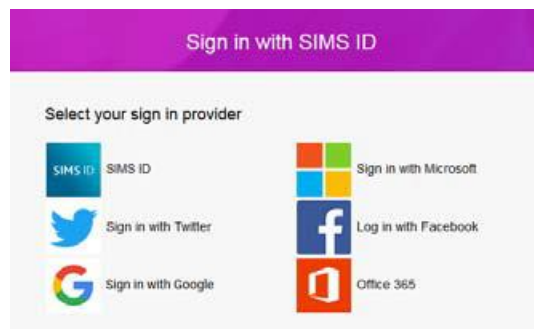 Sign in with SIMS ID
Select your sign in provider
SIMS ID SIMS ID
Sign in with Microsoft
Sign in with Twitter
Log in with Facebook
Sign in with Google
Office 365